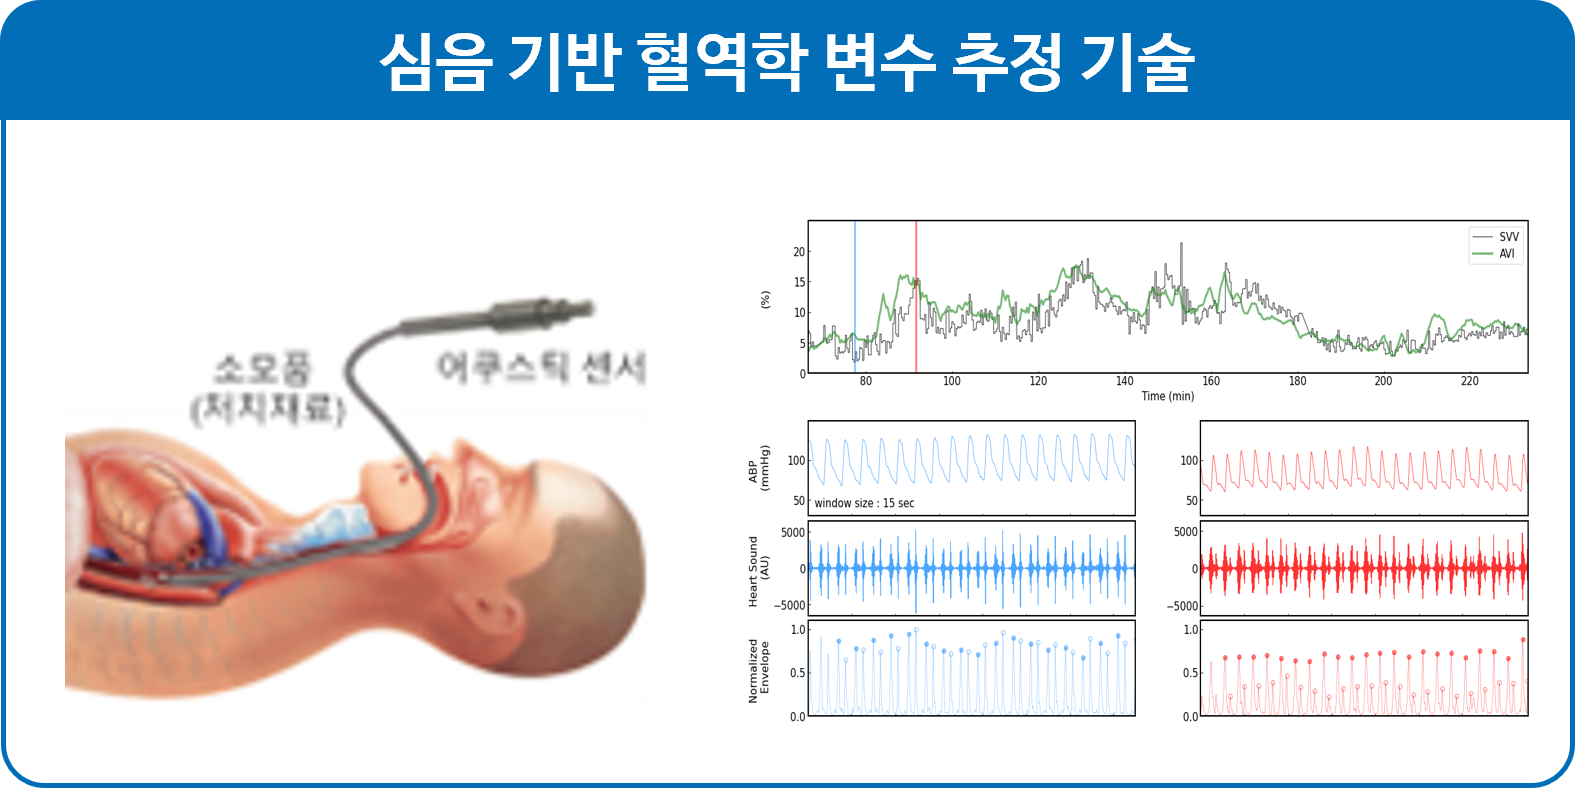 심음 기반 혈역학 변수 추정 기술
소모품
(처치재료)
어쿠스틱 센서
SVV
AVI
20
15
10
5
0
(%)
80 100 120 140 160 180 200 220
Time (min)
ABP
(mmHg)
100
50
window size : 15 sec
100
50
Heart Sound
(AU)
5000
0
−5000
5000
0
−5000
Normalized
Envelope
1.0
0.5
0.0
1.0
0.5
0.0